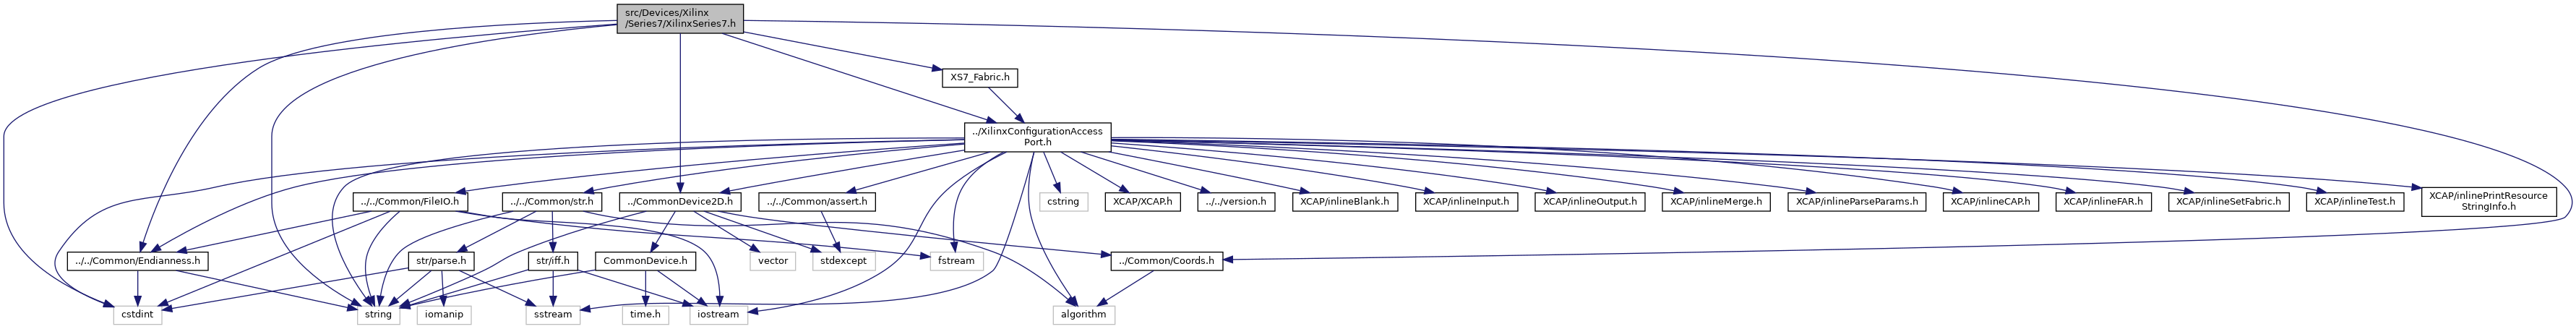 src/Devices/Xilinx
/Series7/XilinxSeries7.h
XS7_Fabric.h
../XilinxConfigurationAccess
Port.h
../../Common/FileIO.h
../../Common/str.h
../CommonDevice2D.h
../../Common/assert.h
cstring
XCAP/XCAP.h
../../version.h
XCAP/inlineBlank.h
XCAP/inlineInput.h
XCAP/inlineOutput.h
XCAP/inlineMerge.h
XCAP/inlineParseParams.h
XCAP/inlineCAP.h
XCAP/inlineFAR.h
XCAP/inlineSetFabric.h
XCAP/inlineTest.h
XCAP/inlinePrintResource
StringInfo.h
../../Common/Endianness.h
str/parse.h
str/iff.h
CommonDevice.h
vector
stdexcept
fstream
../Common/Coords.h
cstdint
string
iomanip
sstream
time.h
iostream
algorithm